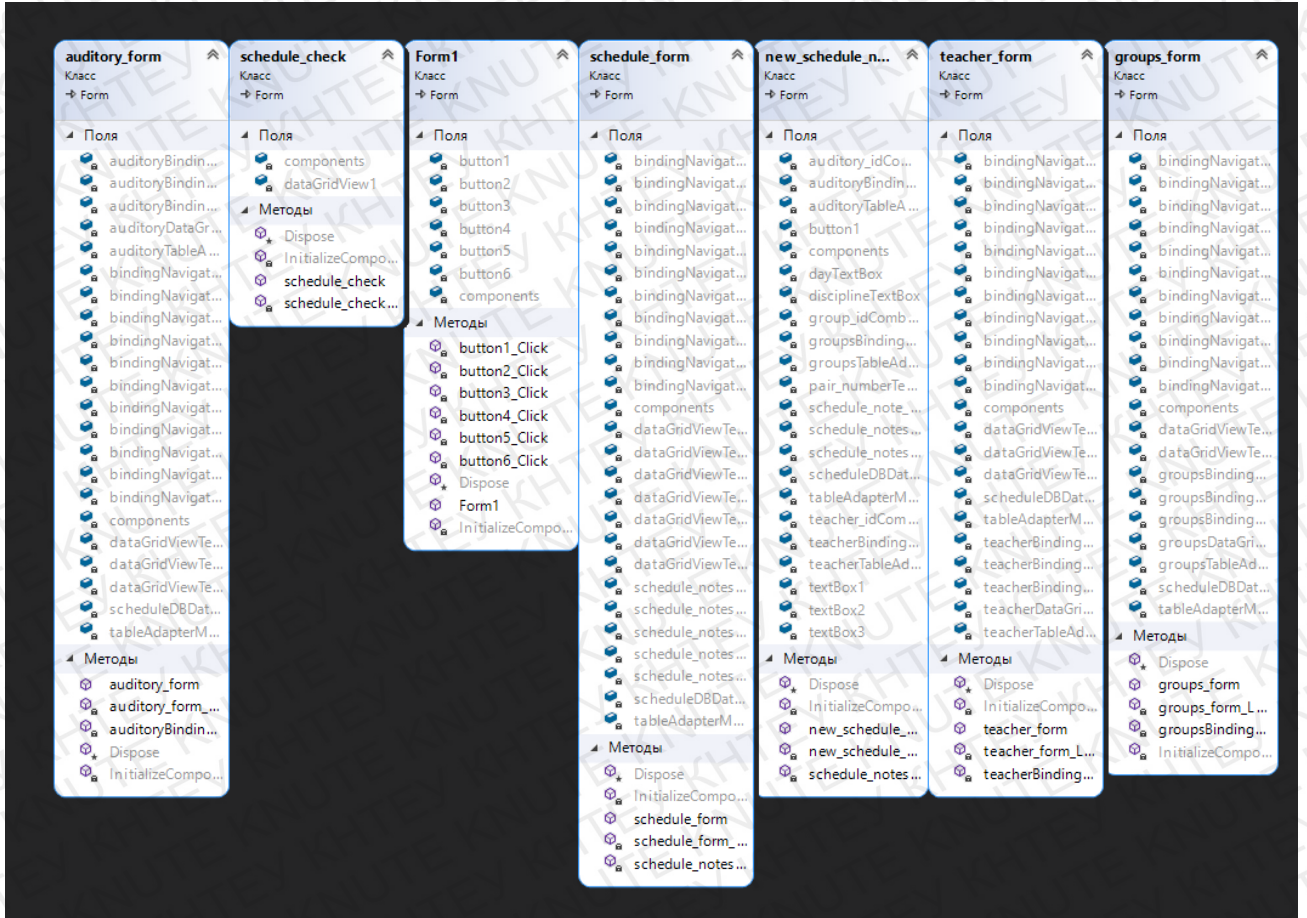 auditory_form
Класс
Form
Поля
auditoryBindin...
auditoryBindin...
auditoryBindin...
auditoryDataGr...
auditoryTableA...
bindingNavigat...
bindingNavigat...
bindingNavigat...
bindingNavigat...
bindingNavigat...
bindingNavigat...
bindingNavigat...
bindingNavigat...
bindingNavigat...
bindingNavigat...
bindingNavigat...
components
dataGridViewTe...
dataGridViewTe...
dataGridViewTe...
scheduleDBDat...
tableAdapterM...
Методы
auditory_form
auditory_form_...
auditoryBindin...
Dispose
InitializeCompo...
schedule_check
Класс
Form
Поля
components
dataGridView1
Методы
Dispose
InitializeCompo...
schedule_check
schedule_check...
Form1
Класс
Form
Поля
button1
button2
button3
button4
button5
button6
components
Методы
button1_Click
button2_Click
button3_Click
button4_Click
button5_Click
button6_Click
Dispose
Form1
InitializeCompo...
schedule_form
Класс
Form
Поля
bindingNavigat...
bindingNavigat...
bindingNavigat...
bindingNavigat...
bindingNavigat...
bindingNavigat...
bindingNavigat...
bindingNavigat...
bindingNavigat...
bindingNavigat...
bindingNavigat...
components
dataGridViewTe...
dataGridViewTe...
dataGridViewTe...
dataGridViewTe...
dataGridViewTe...
dataGridViewTe...
dataGridViewTe...
schedule_notes...
schedule_notes...
schedule_notes...
schedule_notes...
schedule_notes...
scheduleDBDat...
tableAdapterM...
Методы
Dispose
InitializeCompo...
schedule_form
schedule_form_...
schedule_notes...
new_schedule_n...
Класс
Form
Поля
auditory_idCo...
auditoryBindin...
auditoryTableA...
button1
components
dayTextBox
disciplineTextBox
group_idComb...
groupsBinding...
groupsTableAd...
pair_numberTe...
schedule_note_...
schedule_notes...
schedule_notes...
scheduleDBDat...
tableAdapterM...
teacher_idCom...
teacherBinding...
teacherTableAd...
textBox1
textBox2
textBox3
Методы
Dispose
InitializeCompo...
new_schedule_...
new_schedule_...
schedule_notes...
teacher_form
Класс
Form
Поля
bindingNavigat...
bindingNavigat...
bindingNavigat...
bindingNavigat...
bindingNavigat...
bindingNavigat...
bindingNavigat...
bindingNavigat...
bindingNavigat...
bindingNavigat...
bindingNavigat...
components
dataGridViewTe...
dataGridViewTe...
dataGridViewTe...
scheduleDBDat...
tableAdapterM...
teacherBinding...
teacherBinding...
teacherBinding...
teacherDataGri...
teacherTableAd...
Методы
Dispose
InitializeCompo...
teacher_form
teacher_form_L...
teacherBinding...
groups_form
Класс
Form
Поля
bindingNavigat...
bindingNavigat...
bindingNavigat...
bindingNavigat...
bindingNavigat...
bindingNavigat...
bindingNavigat...
bindingNavigat...
bindingNavigat...
bindingNavigat...
bindingNavigat...
components
dataGridViewTe...
dataGridViewTe...
groupsBinding...
groupsBinding...
groupsBinding...
groupsDataGri...
groupsTableAd...
scheduleDBDat...
tableAdapterM...
Методы
Dispose
groups_form
groups_form_L...
groupsBinding...
InitializeCompo...